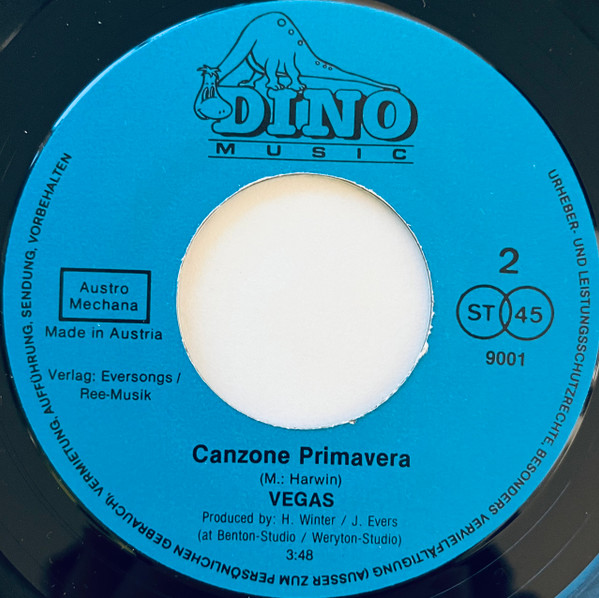 DINO
MUSIC
2
ST 45
9001
Austro
Mechana
Made in Austria
Verlag: Eversongs /
Ree-Musik
Canzone Primavera
(M.: Harwin)
VEGAS
Produced by: H. Winter / J. Evers
(at Benton-Studio / Weryton-Studio)
3:48
URHEBER- UND LEISTUNGSSCHUTZRECHTE, BESONDERS VERVIELFÄLTIGUNG (AUSSER ZUM PERSÖNLICHEN GEBRAUCH), VERMIETUNG, AUFFÜHRUNG, SENDUNG, VORBEHALTEN